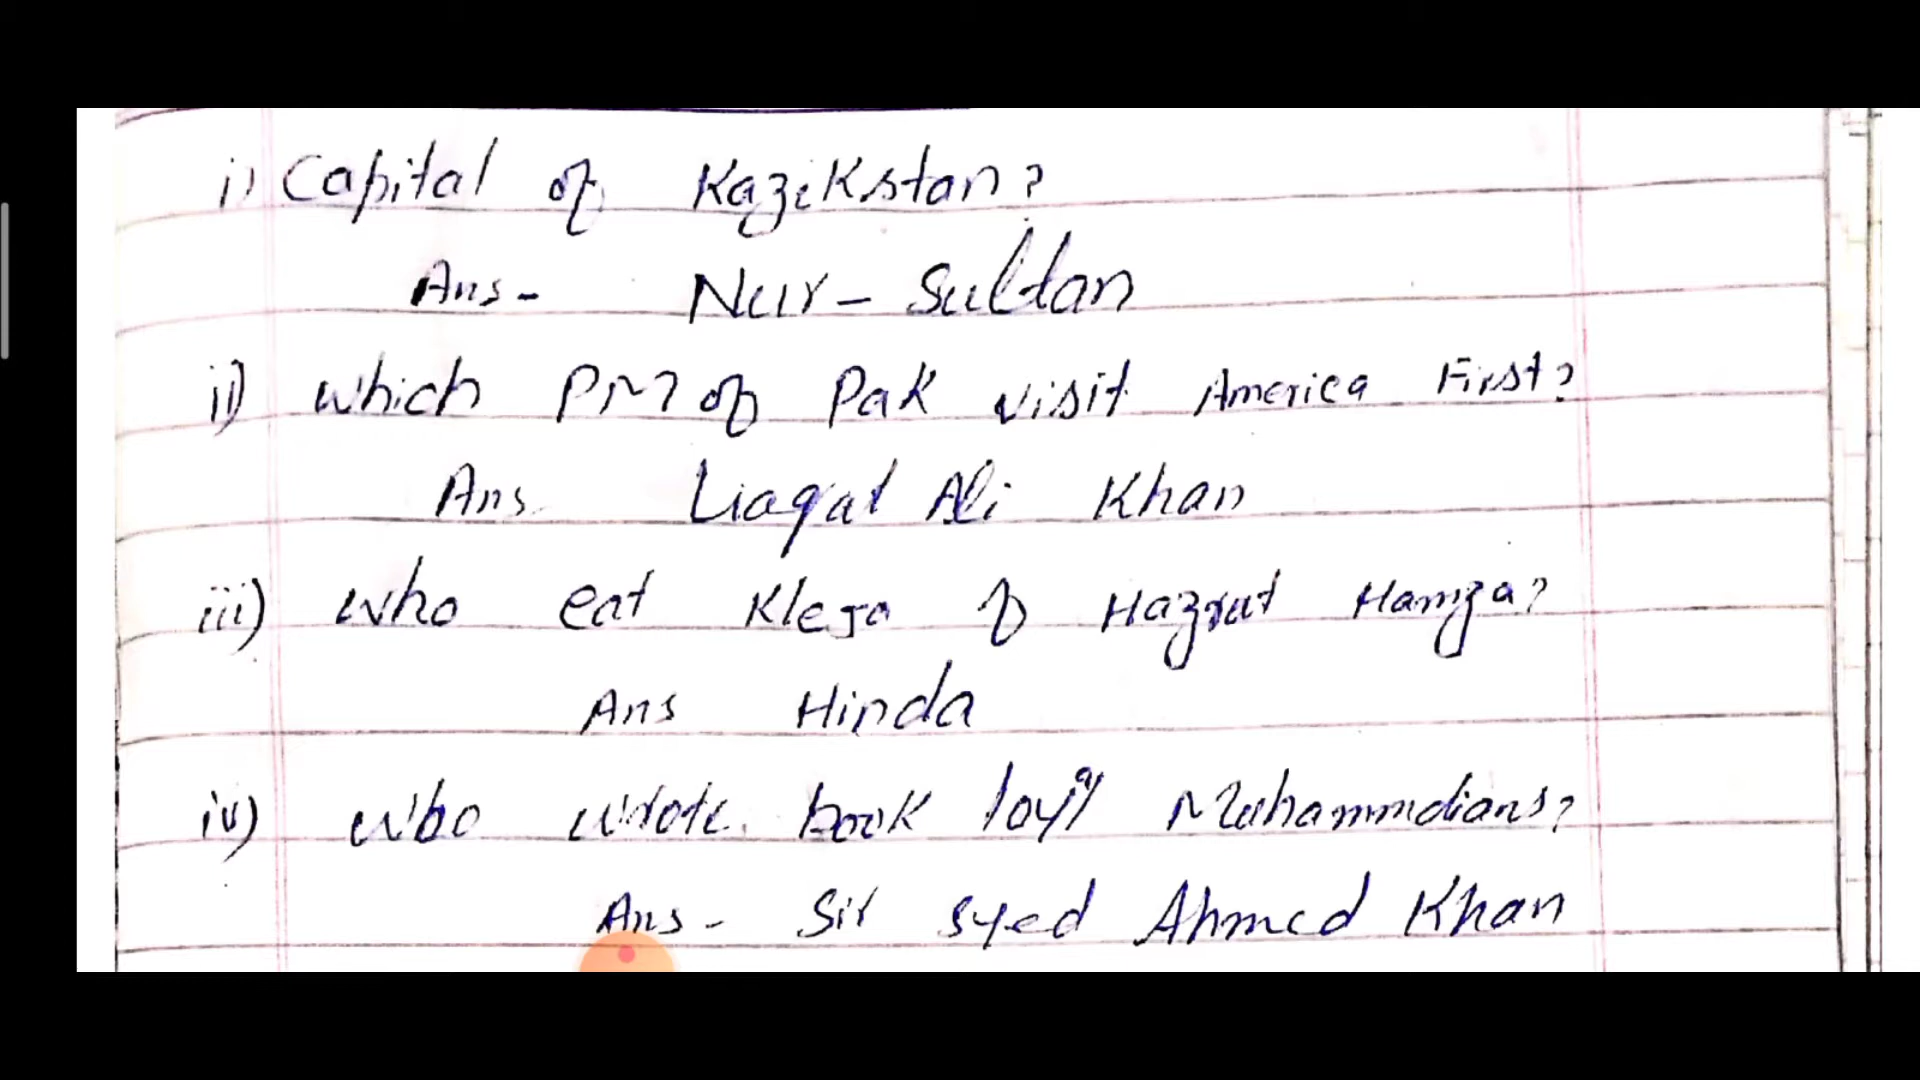 i) Capital of Kazikstan?
Ans - Nur - Sultan
ii) which PM of Pak visit America First?
Ans Liaqat Ali Khan
iii) who eat Kleja of Hazrat Hamza?
Ans Hinda
iv) who wrote book loyl Muhammdians?
Ans - Sir Syed Ahmed Khan